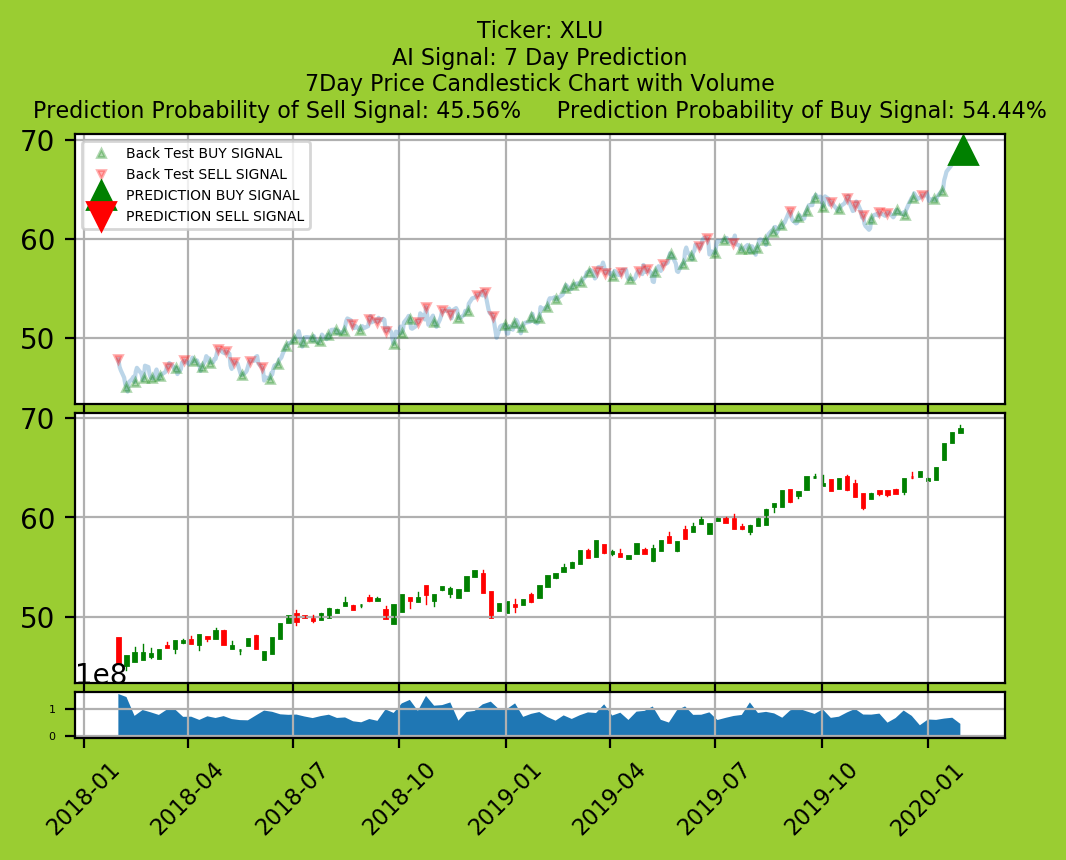 Ticker: XLU
AI Signal: 7 Day Prediction
7Day Price Candlestick Chart with Volume
Prediction Probability of Sell Signal: 45.56% Prediction Probability of Buy Signal: 54.44%
70
60
50
Back Test BUY SIGNAL
Back Test SELL SIGNAL
PREDICTION BUY SIGNAL
PREDICTION SELL SIGNAL
70
60
50
1e8
1
0
2018-01
2018-04
2018-07
2018-10
2019-01
2019-04
2019-07
2019-10
2020-01